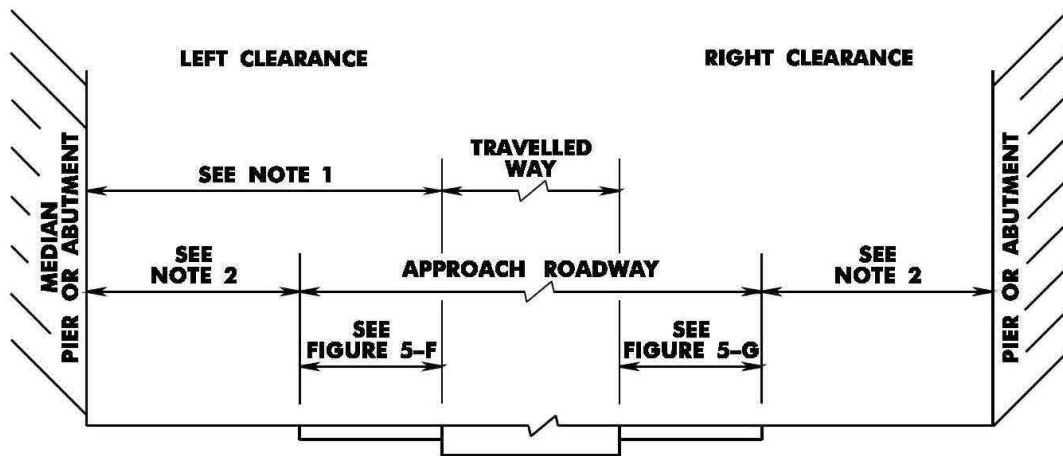 LEFT CLEARANCE
RIGHT CLEARANCE
TRAVELLED
WAY
SEE NOTE 1
MEDIAN
PIER OR ABUTMENT
SEE
NOTE 2
APPROACH ROADWAY
SEE
NOTE 2
PIER OR ABUTMENT
SEE
FIGURE 5-F
SEE
FIGURE 5-G